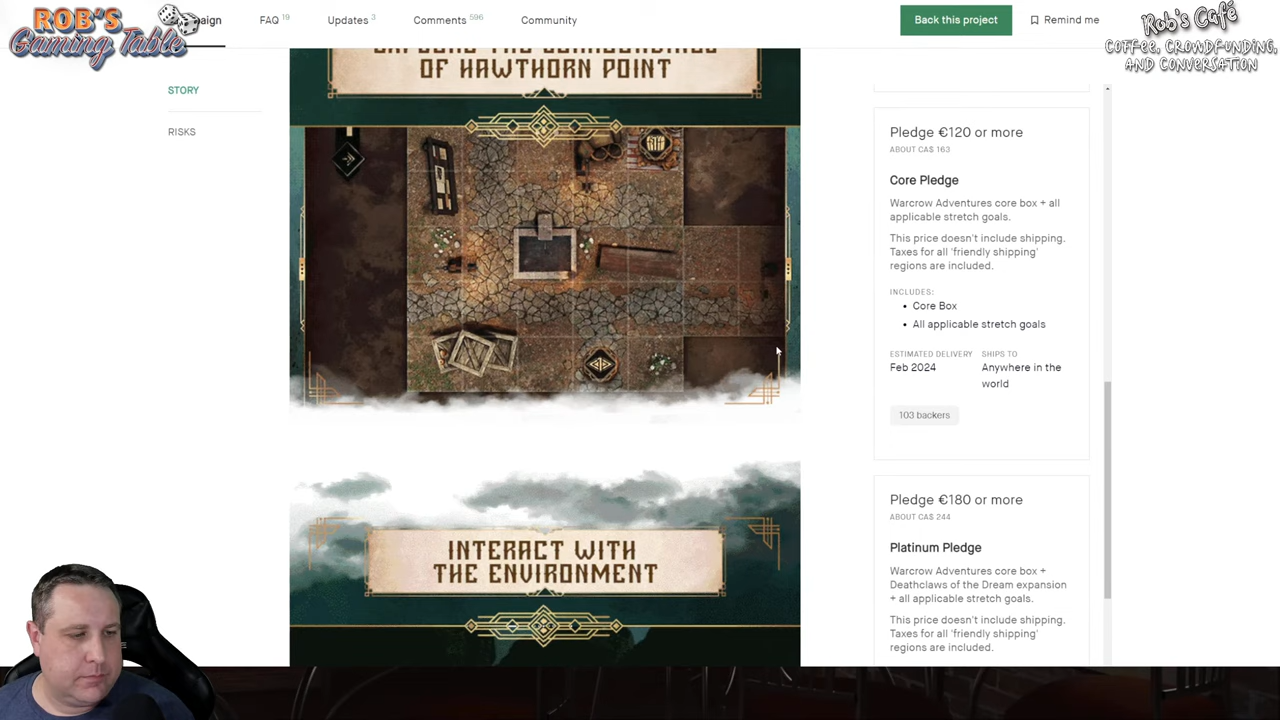 ROB'S
Gaming Table
paign
FAQ 19
Updates 3
Comments 596
Community
Back this project
Remind me
Rob's Café
Coffee, Crowdfunding,
and Conversation
STORY
RISKS
OF HAWTHORN POINT
INTERACT WITH
THE ENVIRONMENT
Pledge €120 or more
ABOUT CA$ 163
Core Pledge
Warcrow Adventures core box + all
applicable stretch goals.
This price doesn't include shipping.
Taxes for all 'friendly shipping'
regions are included.
INCLUDES:
• Core Box
• All applicable stretch goals
ESTIMATED DELIVERY
Feb 2024
SHIPS TO
Anywhere in the
world
103 backers
Pledge €180 or more
ABOUT CA$ 244
Platinum Pledge
Warcrow Adventures core box +
Deathclaws of the Dream expansion
+ all applicable stretch goals.
This price doesn't include shipping.
Taxes for all 'friendly shipping'
regions are included.